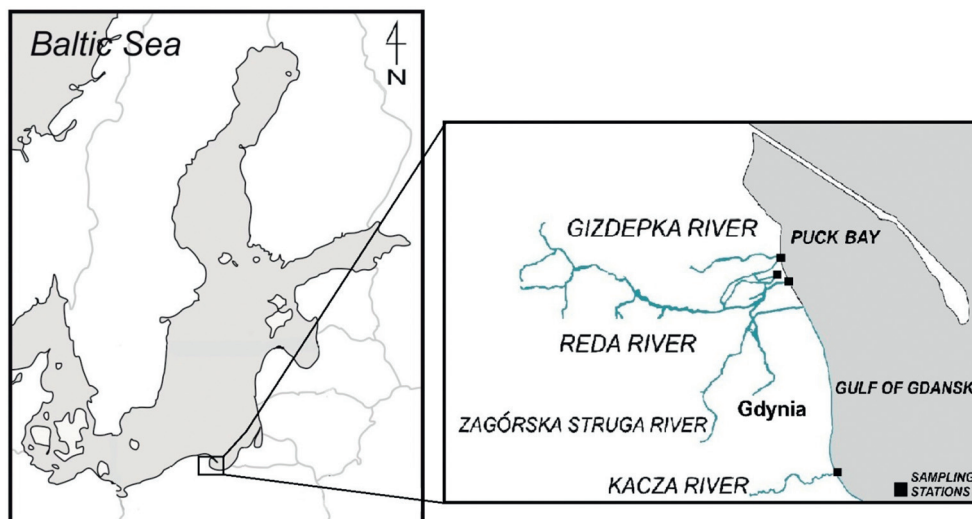 Baltic Sea
N
GIZDEPKA RIVER
PUCK BAY
REDA RIVER
GULF OF GDANSK
Gdynia
ZAGÓRSKA STRUGA RIVER
KACZA RIVER
SAMPLING
STATIONS